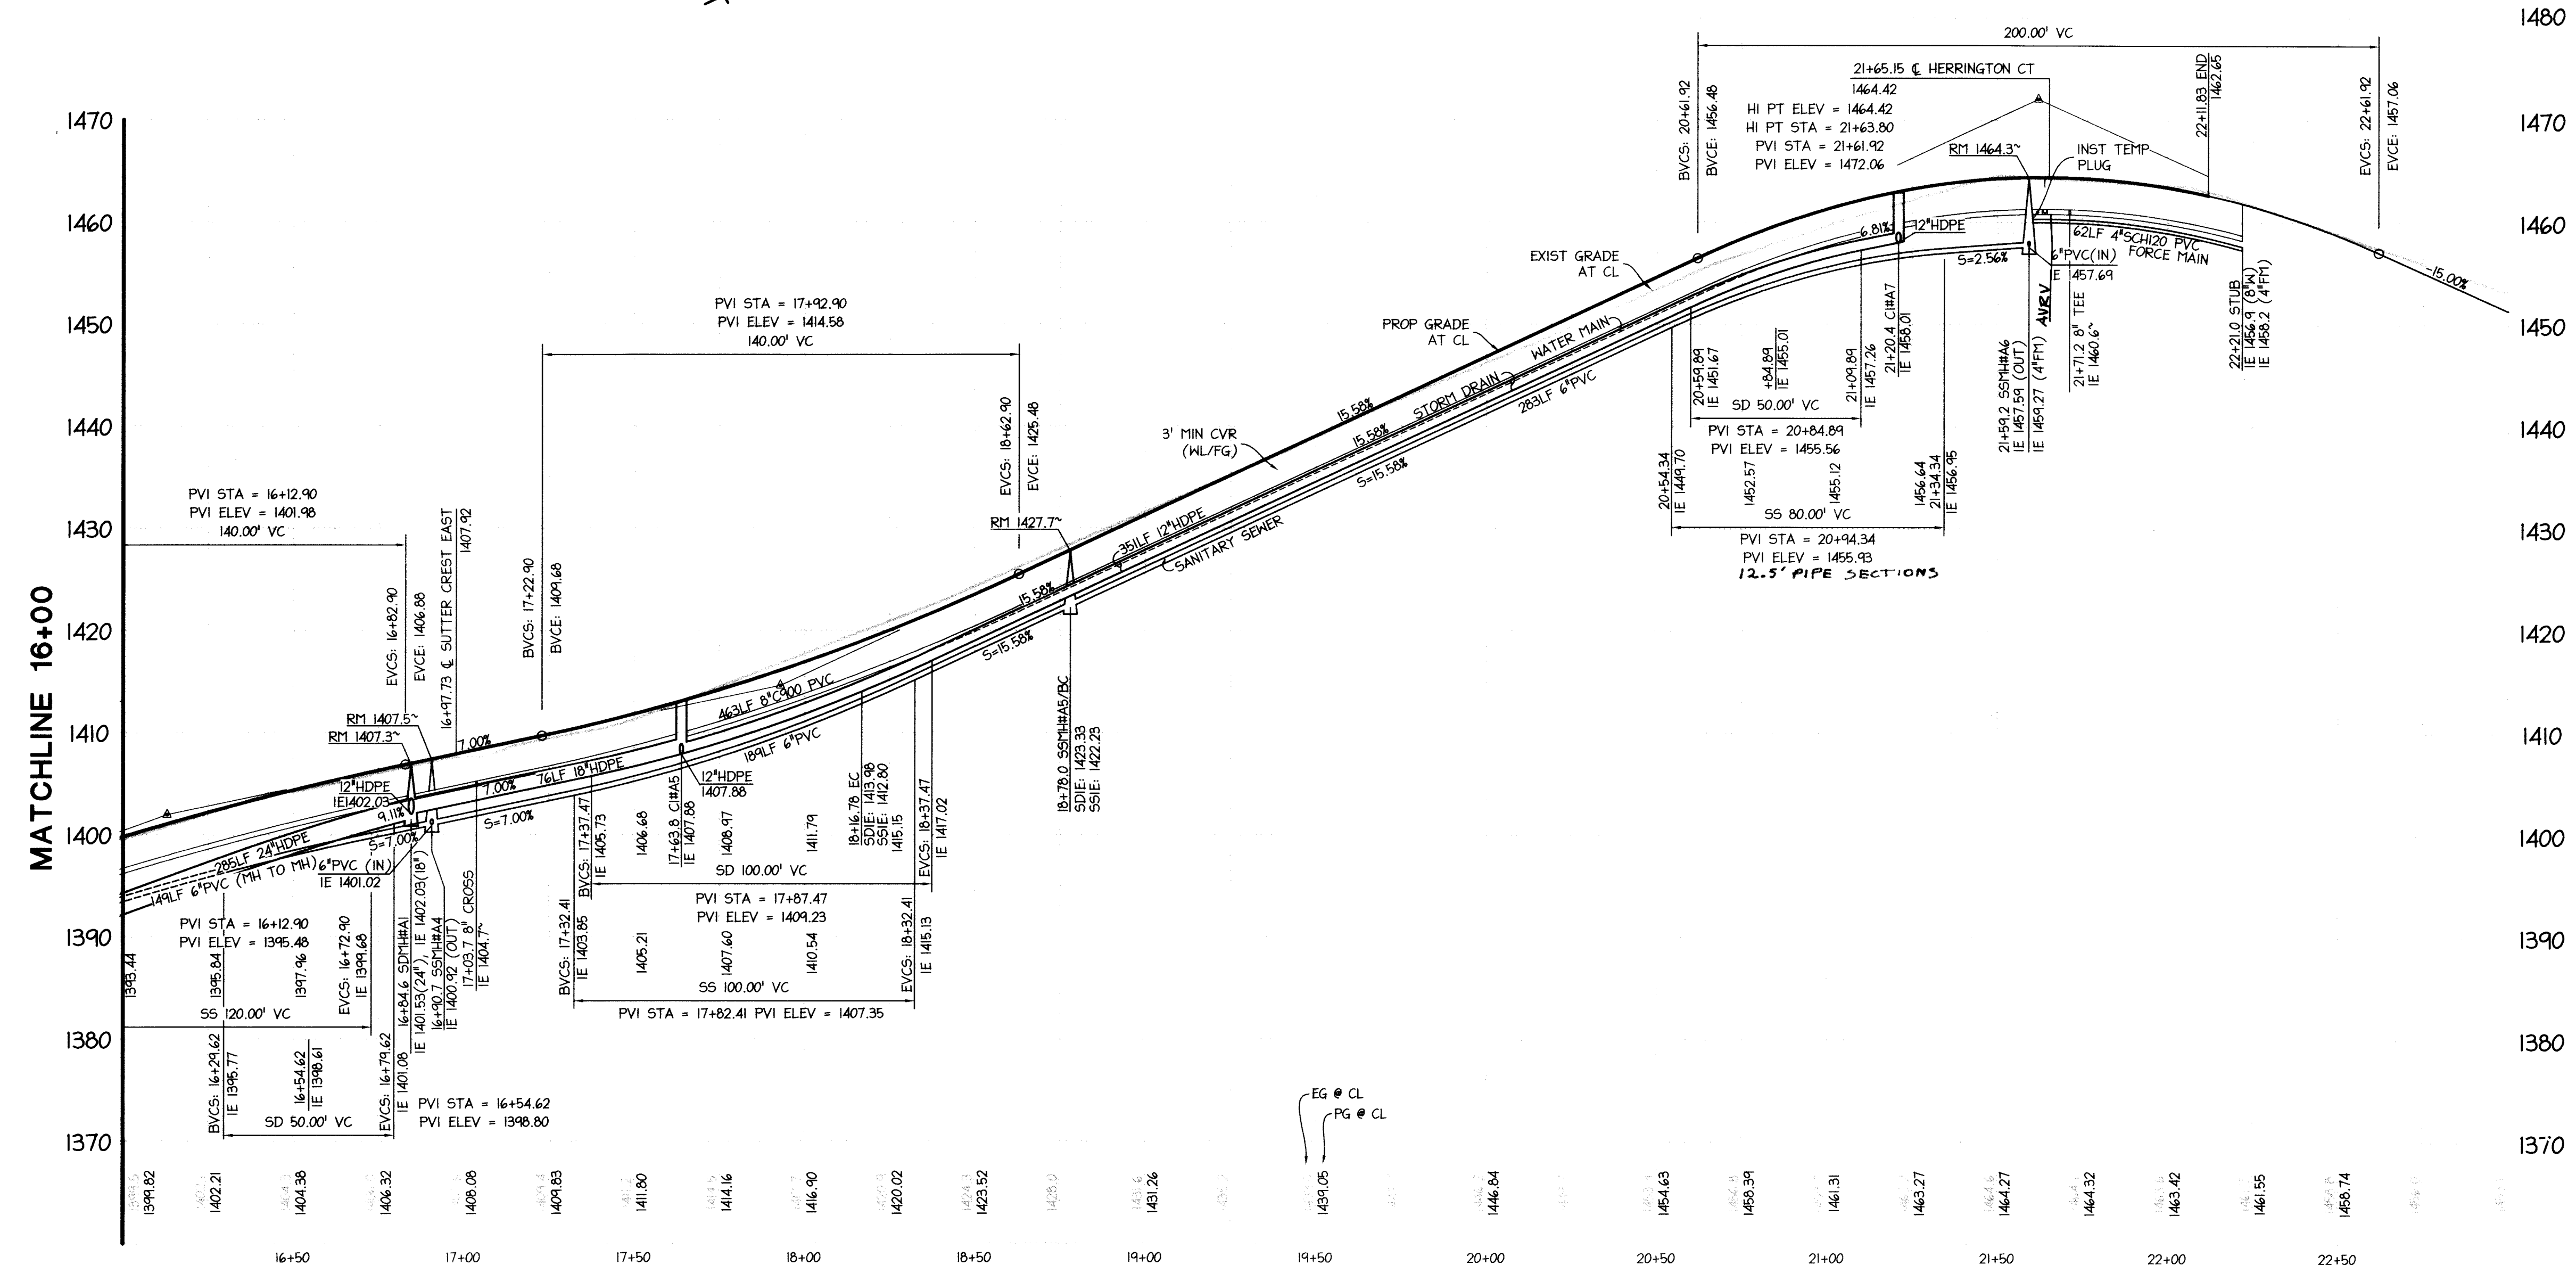 1480
200.00' VC
21+65.15 ℄ HERRINGTON CT
1464.42
HI PT ELEV = 1464.42
HI PT STA = 21+63.80
PVI STA = 21+61.92
PVI ELEV = 1472.06
BVCS: 20+61.92
BVCE: 1456.48
22+11.83 END
1462.65
EVCS: 22+61.92
EVCE: 1457.06
RM 1464.3~
INST TEMP
PLUG
1470
1470
1460
1460
6.81%
12"HDPE
62LF 4"SCH120 PVC
FORCE MAIN
S=2.56%
6"PVC(IN)
IE 1457.69
-15.00%
EXIST GRADE
AT CL
PROP GRADE
AT CL
1450
1450
PVI STA = 17+92.90
PVI ELEV = 1414.58
140.00' VC
WATER MAIN
STORM DRAIN
283LF 6"PVC
15.58%
15.58%
S=15.58%
3' MIN CVR
(WL/FG)
20+59.89
IE 1451.67
+84.89
IE 1455.01
21+09.89
IE 1457.26
21+20.4 CI#A7
IE 1458.01
SD 50.00' VC
PVI STA = 20+84.89
PVI ELEV = 1455.56
21+59.2 SSMH#A6
IE 1457.59 (OUT)
IE 1459.27 (4"FM)
AVRV
21+71.2 8" TEE
IE 1460.6~
22+21.0 STUB
IE 1456.9 (8"W)
IE 1458.2 (4"FM)
1440
1440
20+54.34
IE 1449.70
1452.57
1455.12
1456.64
21+34.34
IE 1456.95
SS 80.00' VC
PVI STA = 20+94.34
PVI ELEV = 1455.93
12.5' PIPE SECTIONS
1430
1430
EVCS: 18+62.90
EVCE: 1425.48
RM 1427.7~
351LF 12"HDPE
SANITARY SEWER
15.58%
S=15.58%
18+78.0 SSMH#A5/BC
SDIE: 1423.33
SSIE: 1422.23
PVI STA = 16+12.90
PVI ELEV = 1401.98
140.00' VC
EVCS: 16+82.90
EVCE: 1406.88
16+97.73 ℄ SUTTER CREST EAST
1407.92
BVCS: 17+22.90
BVCE: 1409.68
1420
1420
MATCHLINE 16+00
1410
1410
RM 1407.5~
RM 1407.3~
7.00%
463LF 8"C900 PVC
189LF 6"PVC
76LF 18"HDPE
7.00%
S=7.00%
12"HDPE
1407.88
12"HDPE
IE1402.03
9.11%
S=7.00%
285LF 24"HDPE
149LF 6"PVC (MH TO MH)
6"PVC (IN)
IE 1401.02
1400
1400
BVCS: 17+37.47
IE 1405.73
1406.68
17+63.8 CI#A5
IE 1407.88
1408.97
1411.79
18+16.78 EC
SDIE: 1413.98
SSIE: 1412.80
1415.15
EVCS: 18+37.47
IE 1417.02
SD 100.00' VC
PVI STA = 17+87.47
PVI ELEV = 1409.23
PVI STA = 16+12.90
PVI ELEV = 1395.48
1390
1390
1393.44
1395.84
1397.96
EVCS: 16+72.90
IE 1399.68
16+84.6 SDMH#A1
IE 1401.53(24"), IE 1402.03(18")
16+90.7 SSMH#A4
IE 1400.92 (OUT)
17+03.7 8" CROSS
IE 1404.7~
BVCS: 17+32.41
IE 1403.85
1405.21
1407.60
1410.54
EVCS: 18+32.41
IE 1415.13
SS 100.00' VC
PVI STA = 17+82.41 PVI ELEV = 1407.35
SS 120.00' VC
1380
1380
BVCS: 16+29.62
IE 1395.77
16+54.62
IE 1398.61
EVCS: 16+79.62
IE 1401.08
SD 50.00' VC
PVI STA = 16+54.62
PVI ELEV = 1398.80
EG @ CL
PG @ CL
1370
1370
1399.82 1402.21 1404.38 1406.32 1408.08 1409.83 1411.80 1414.16 1416.90 1420.02 1423.52 1428.0 1431.26 1439.05 1446.84 1454.63 1458.39 1461.31 1463.27 1464.27 1464.32 1463.42 1461.55 1458.74
16+50 17+00 17+50 18+00 18+50 19+00 19+50 20+00 20+50 21+00 21+50 22+00 22+50